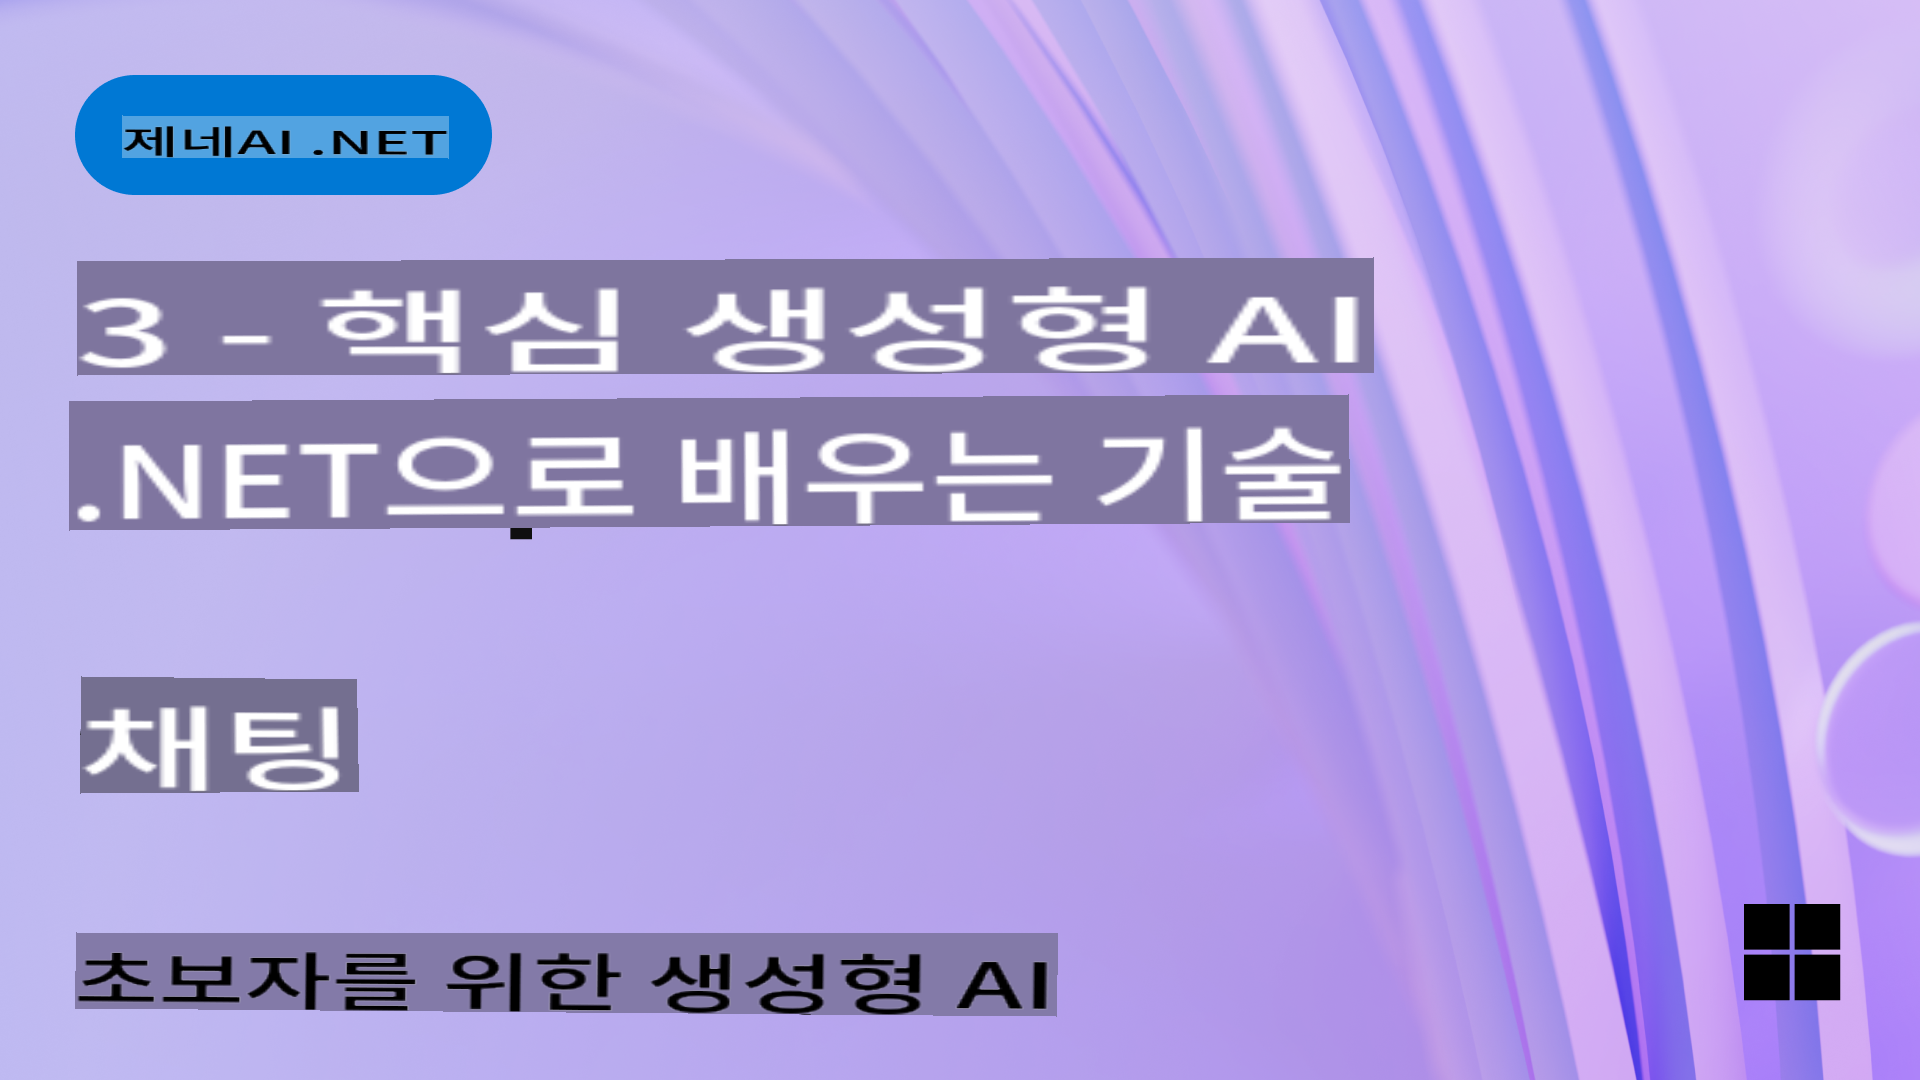 제네AI .NET
3 - 핵심 생성형 AI
.NET으로 배우는 기술
채팅
초보자를 위한 생성형 AI